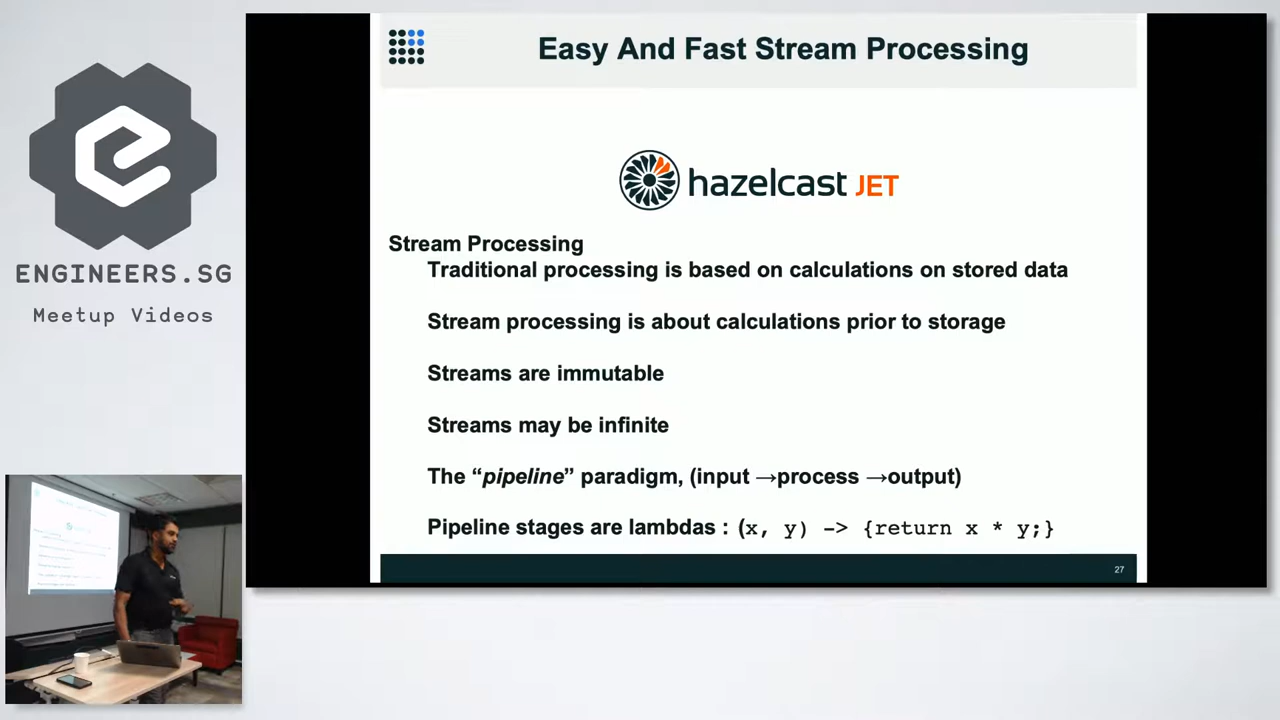 Easy And Fast Stream Processing
hazelcast JET
ENGINEERS.SG
Meetup Videos
Stream Processing
Traditional processing is based on calculations on stored data
Stream processing is about calculations prior to storage
Streams are immutable
Streams may be infinite
The “pipeline” paradigm, (input →process →output)
Pipeline stages are lambdas : (x, y) -> {return x * y;}
27